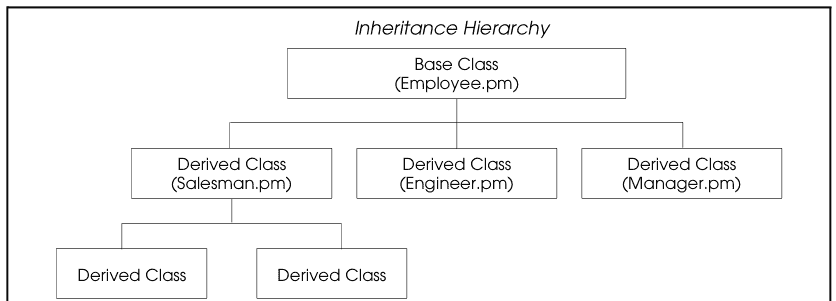 Inheritance Hierarchy
Base Class
(Employee.pm)
Derived Class
(Salesman.pm)
Derived Class
(Engineer.pm)
Derived Class
(Manager.pm)
Derived Class
Derived Class